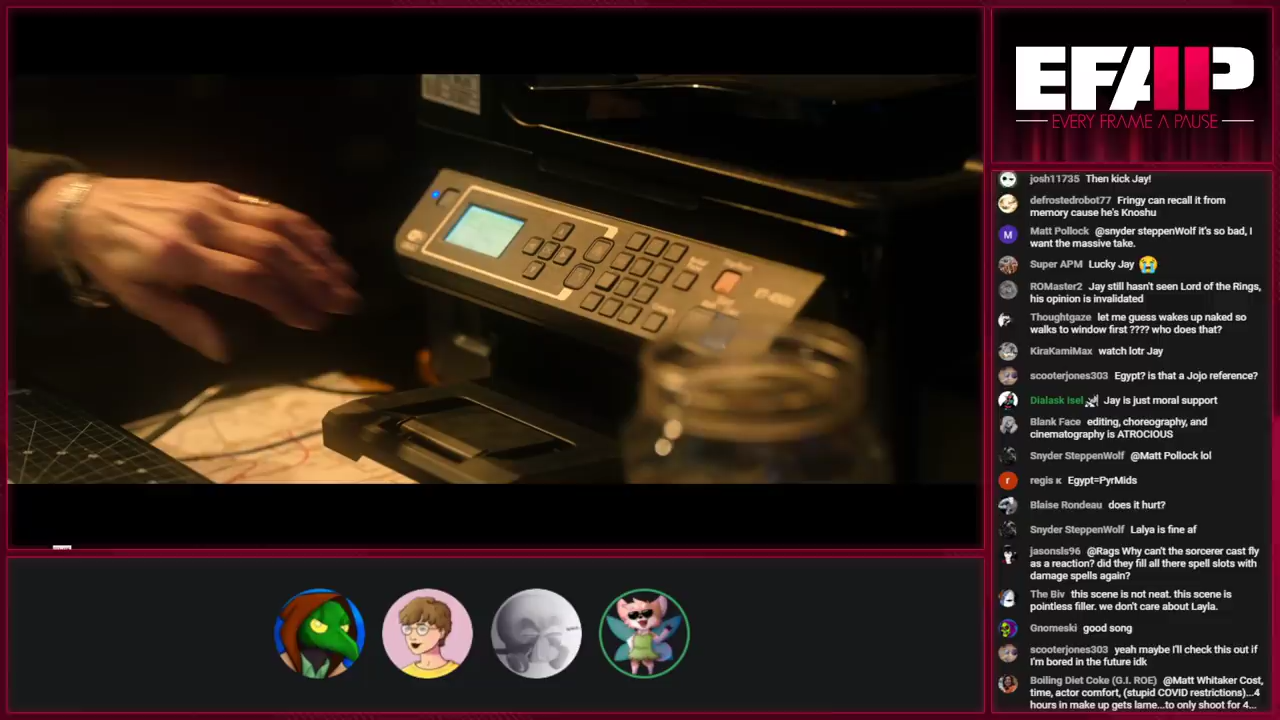 EFAP
EVERY FRAME A PAUSE
josh11735 Then kick Jay!
defrostedrobot77 Fringy can recall it from
memory cause he's Knoshu
M
Matt Pollock @snyder steppenWolf it's so bad, I
want the massive take.
Super APM Lucky Jay 😭
ROMaster2 Jay still hasn't seen Lord of the Rings,
his opinion is invalidated
Thoughtgaze let me guess wakes up naked so
walks to window first ???? who does that?
KiraKamiMax watch lotr Jay
scooterjones303 Egypt? is that a Jojo reference?
Dialask Isel Jay is just moral support
Blank Face editing, choreography, and
cinematography is ATROCIOUS
Snyder SteppenWolf @Matt Pollock lol
r
regis κ Egypt=PyrMids
Blaise Rondeau does it hurt?
Snyder SteppenWolf Lalya is fine af
jasonsls96 @Rags Why can't the sorcerer cast fly
as a reaction? did they fill all there spell slots with
damage spells again?
The Biv this scene is not neat. this scene is
pointless filler. we don't care about Layla.
Gnomeski good song
scooterjones303 yeah maybe I'll check this out if
I'm bored in the future idk
Boiling Diet Coke (G.I. ROE) @Matt Whitaker Cost,
time, actor comfort, (stupid COVID restrictions)...4
hours in make up gets lame...to only shoot for 4...